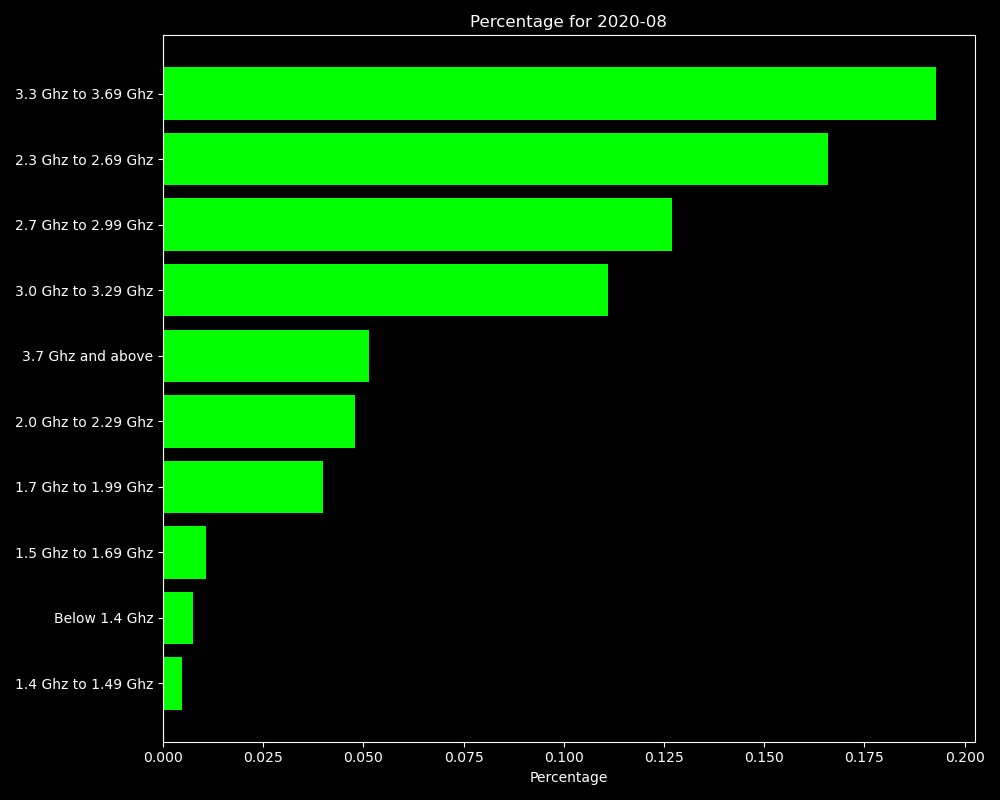 Percentage for 2020-08
3.3 Ghz to 3.69 Ghz
2.3 Ghz to 2.69 Ghz
2.7 Ghz to 2.99 Ghz
3.0 Ghz to 3.29 Ghz
3.7 Ghz and above
2.0 Ghz to 2.29 Ghz
1.7 Ghz to 1.99 Ghz
1.5 Ghz to 1.69 Ghz
Below 1.4 Ghz
1.4 Ghz to 1.49 Ghz
0.000 0.025 0.050 0.075 0.100 0.125 0.150 0.175 0.200
Percentage